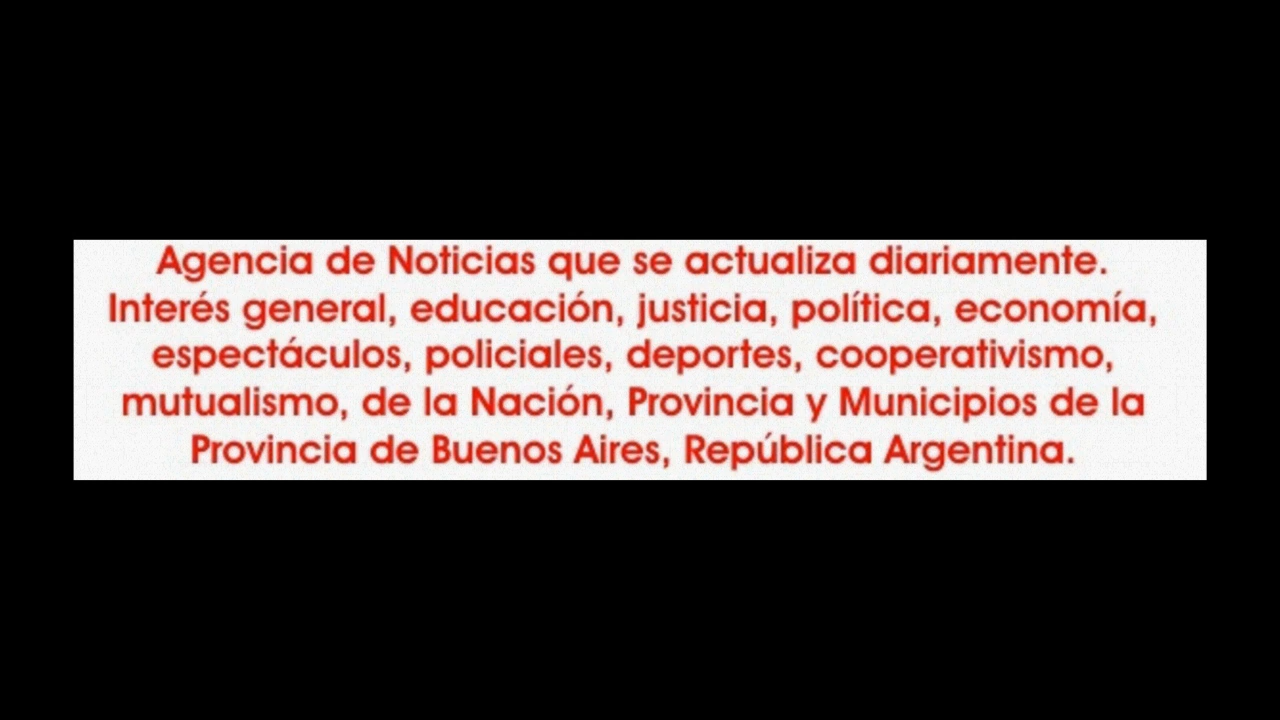 Agencia de Noticias que se actualiza diariamente.
Interés general, educación, justicia, política, economía,
espectáculos, policiales, deportes, cooperativismo,
mutualismo, de la Nación, Provincia y Municipios de la
Provincia de Buenos Aires, República Argentina.